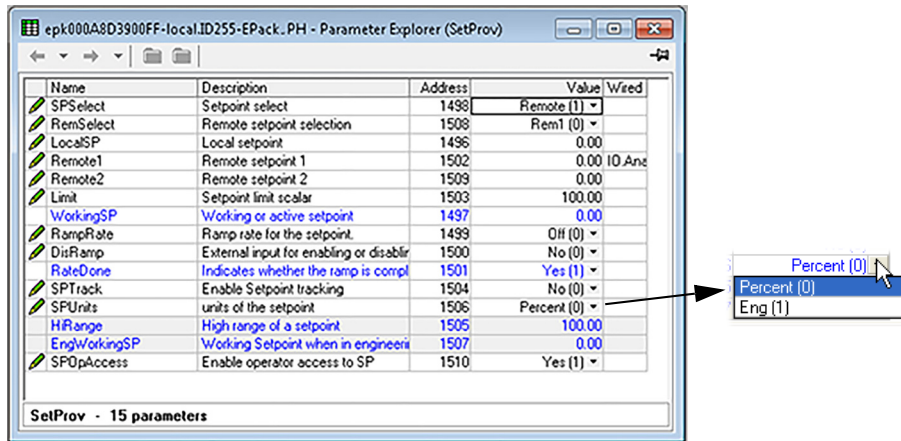 epk000A8D3900FF-local.ID255-EPack_PH - Parameter Explorer (SetProv)
Name Description Address Value Wired
SPSelect Setpoint select 1498 Remote (1)
RemSelect Remote setpoint selection 1508 Rem1 (0)
LocalSP Local setpoint 1496 0.00
Remote1 Remote setpoint 1 1502 0.00 IO.Ana
Remote2 Remote setpoint 2 1509 0.00
Limit Setpoint limit scalar 1503 100.00
WorkingSP Working or active setpoint 1497 0.00
RampRate Ramp rate for the setpoint. 1499 Off (0)
DisRamp External input for enabling or disablin 1500 No (0)
RateDone Indicates whether the ramp is compl 1501 Yes (1)
SPTrack Enable Setpoint tracking 1504 No (0)
SPUnits units of the setpoint 1506 Percent (0)
HiRange High range of a setpoint 1505 100.00
EngWorkingSP Working Setpoint when in engineeri 1507 0.00
SPOpAccess Enable operator access to SP 1510 Yes (1)
SetProv - 15 parameters
Percent (0)
Percent (0)
Eng (1)